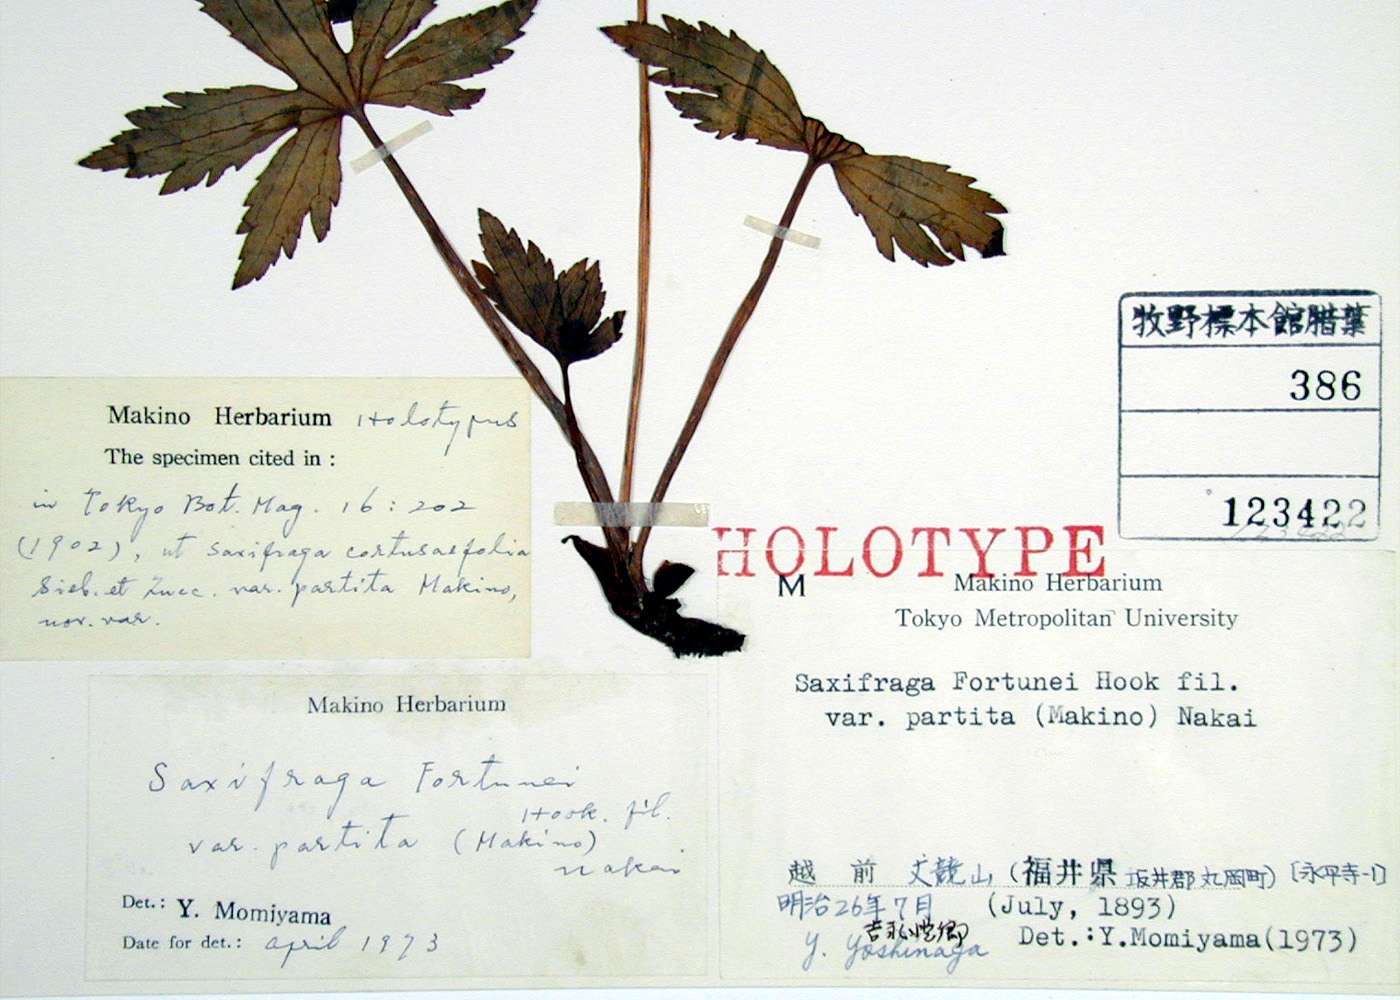 牧野標本館腊葉
386
123422
Makino Herbarium Holotypus
The specimen cited in :
in Tokyo Bot. Mag. 16 : 202
(1902), ut Saxifraga cortusaefolia
Sieb. et Zucc. var. partita Makino,
nov. var.
HOLOTYPE
M
Makino Herbarium
Tokyo Metropolitan University
Saxifraga Fortunei Hook fil.
var. partita (Makino) Nakai
越前 丈競山 (福井県 坂井郡丸岡町) [永平寺-1]
明治26年7月 (July, 1893)
Y. Yoshinaga Det.:Y.Momiyama(1973)
Makino Herbarium
Saxifraga Fortunei
Hook. fil.
var. partita (Makino)
Nakai
Det.: Y. Momiyama
Date for det.: april 1973